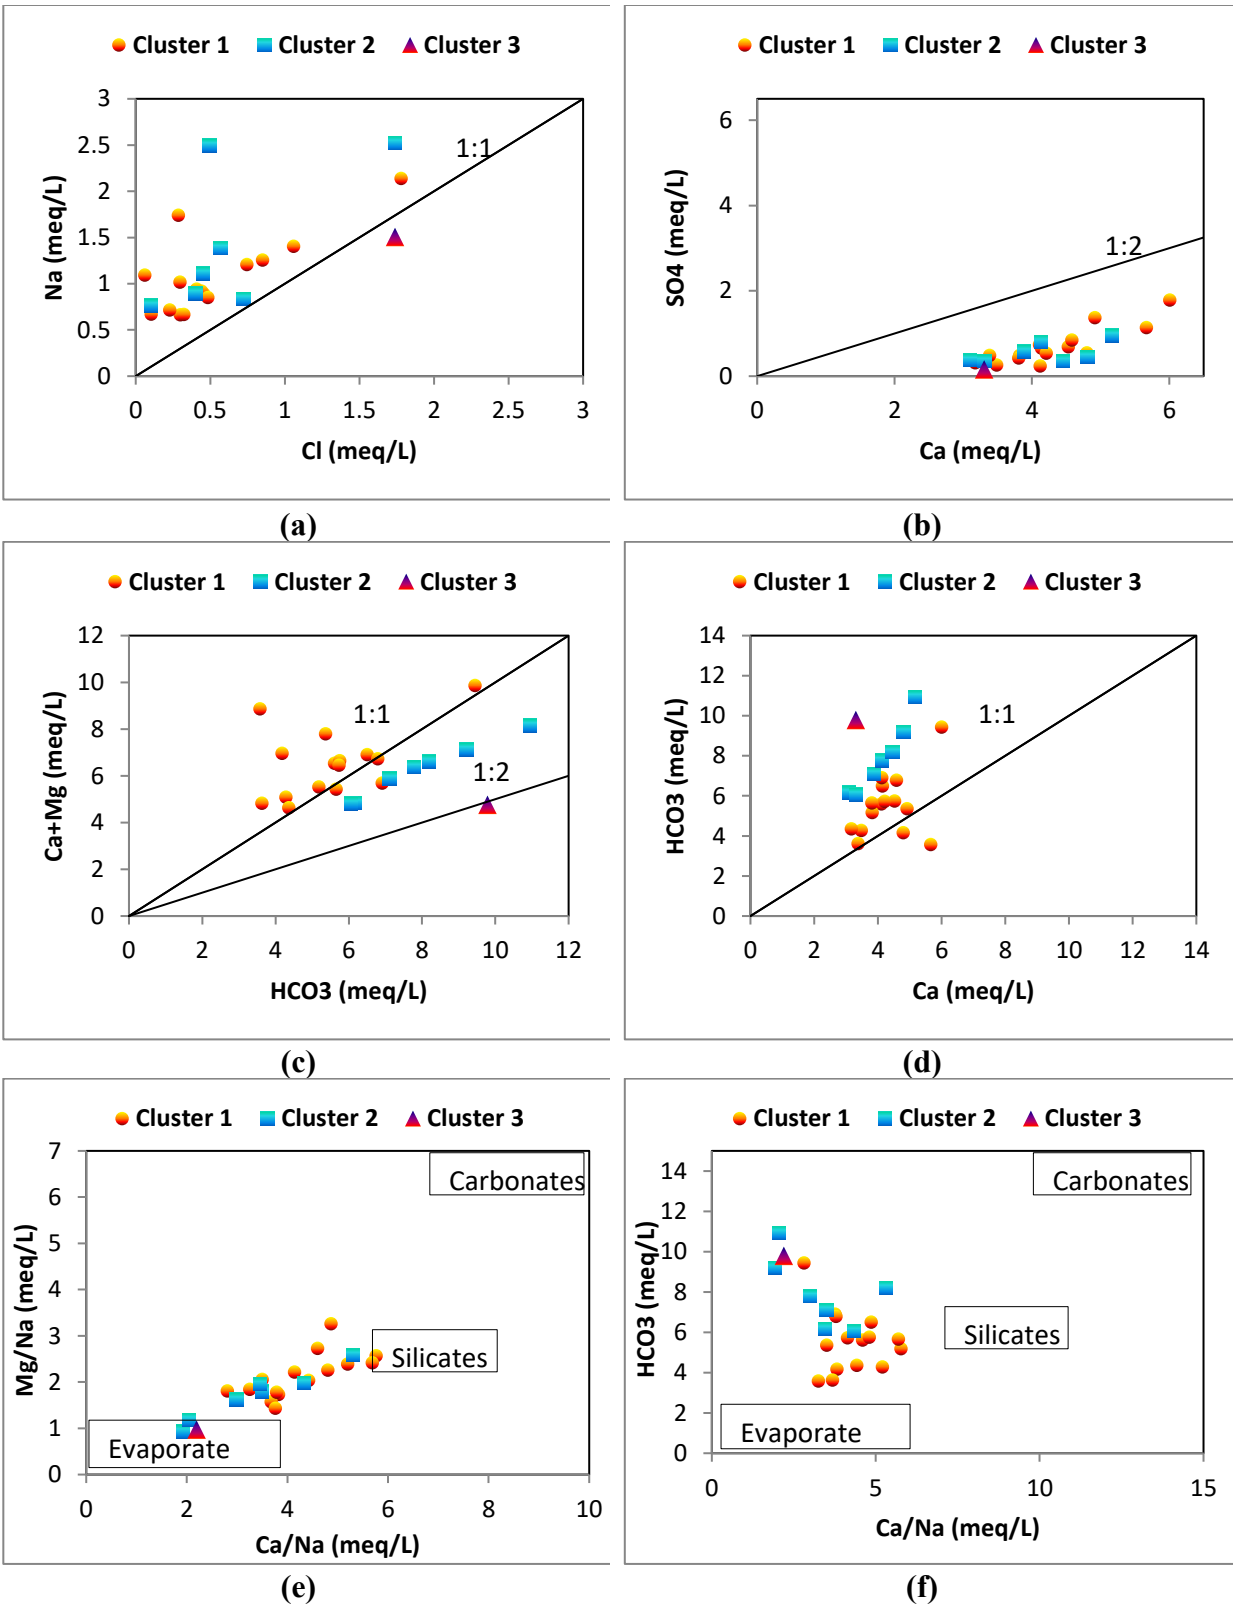 Cluster 1 Cluster 2 Cluster 3
3
2.5
2
1.5
1
0.5
0
Na (meq/L)
1:1
0 0.5 1 1.5 2 2.5 3
Cl (meq/L)
(a)
Cluster 1 Cluster 2 Cluster 3
6
4
2
0
SO4 (meq/L)
1:2
0 2 4 6
Ca (meq/L)
(b)
Cluster 1 Cluster 2 Cluster 3
12
10
8
6
4
2
0
Ca+Mg (meq/L)
1:1
1:2
0 2 4 6 8 10 12
HCO3 (meq/L)
(c)
Cluster 1 Cluster 2 Cluster 3
14
12
10
8
6
4
2
0
HCO3 (meq/L)
1:1
0 2 4 6 8 10 12 14
Ca (meq/L)
(d)
Cluster 1 Cluster 2 Cluster 3
7
6
5
4
3
2
1
0
Mg/Na (meq/L)
Carbonates
Silicates
Evaporate
0 2 4 6 8 10
Ca/Na (meq/L)
(e)
Cluster 1 Cluster 2 Cluster 3
14
12
10
8
6
4
2
0
HCO3 (meq/L)
Carbonates
Silicates
Evaporate
0 5 10 15
Ca/Na (meq/L)
(f)